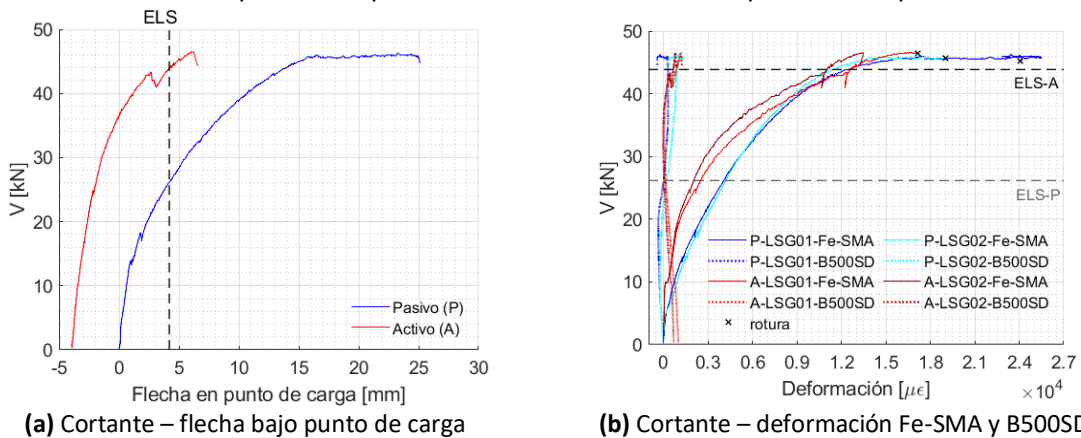 ELS
50
40
30
20
10
0
V [kN]
Pasivo (P)
Activo (A)
-5 0 5 10 15 20 25 30
Flecha en punto de carga [mm]
(a) Cortante – flecha bajo punto de carga
50
40
30
20
10
0
V [kN]
ELS-A
ELS-P
P-LSG01-Fe-SMA P-LSG02-Fe-SMA
P-LSG01-B500SD P-LSG02-B500SD
A-LSG01-Fe-SMA A-LSG02-Fe-SMA
A-LSG01-B500SD A-LSG02-B500SD
rotura
0 0.3 0.9 1.2 1.5 1.8 2.1 2.4 2.7
Deformación [με] ×10⁴
(b) Cortante – deformación Fe-SMA y B500SD